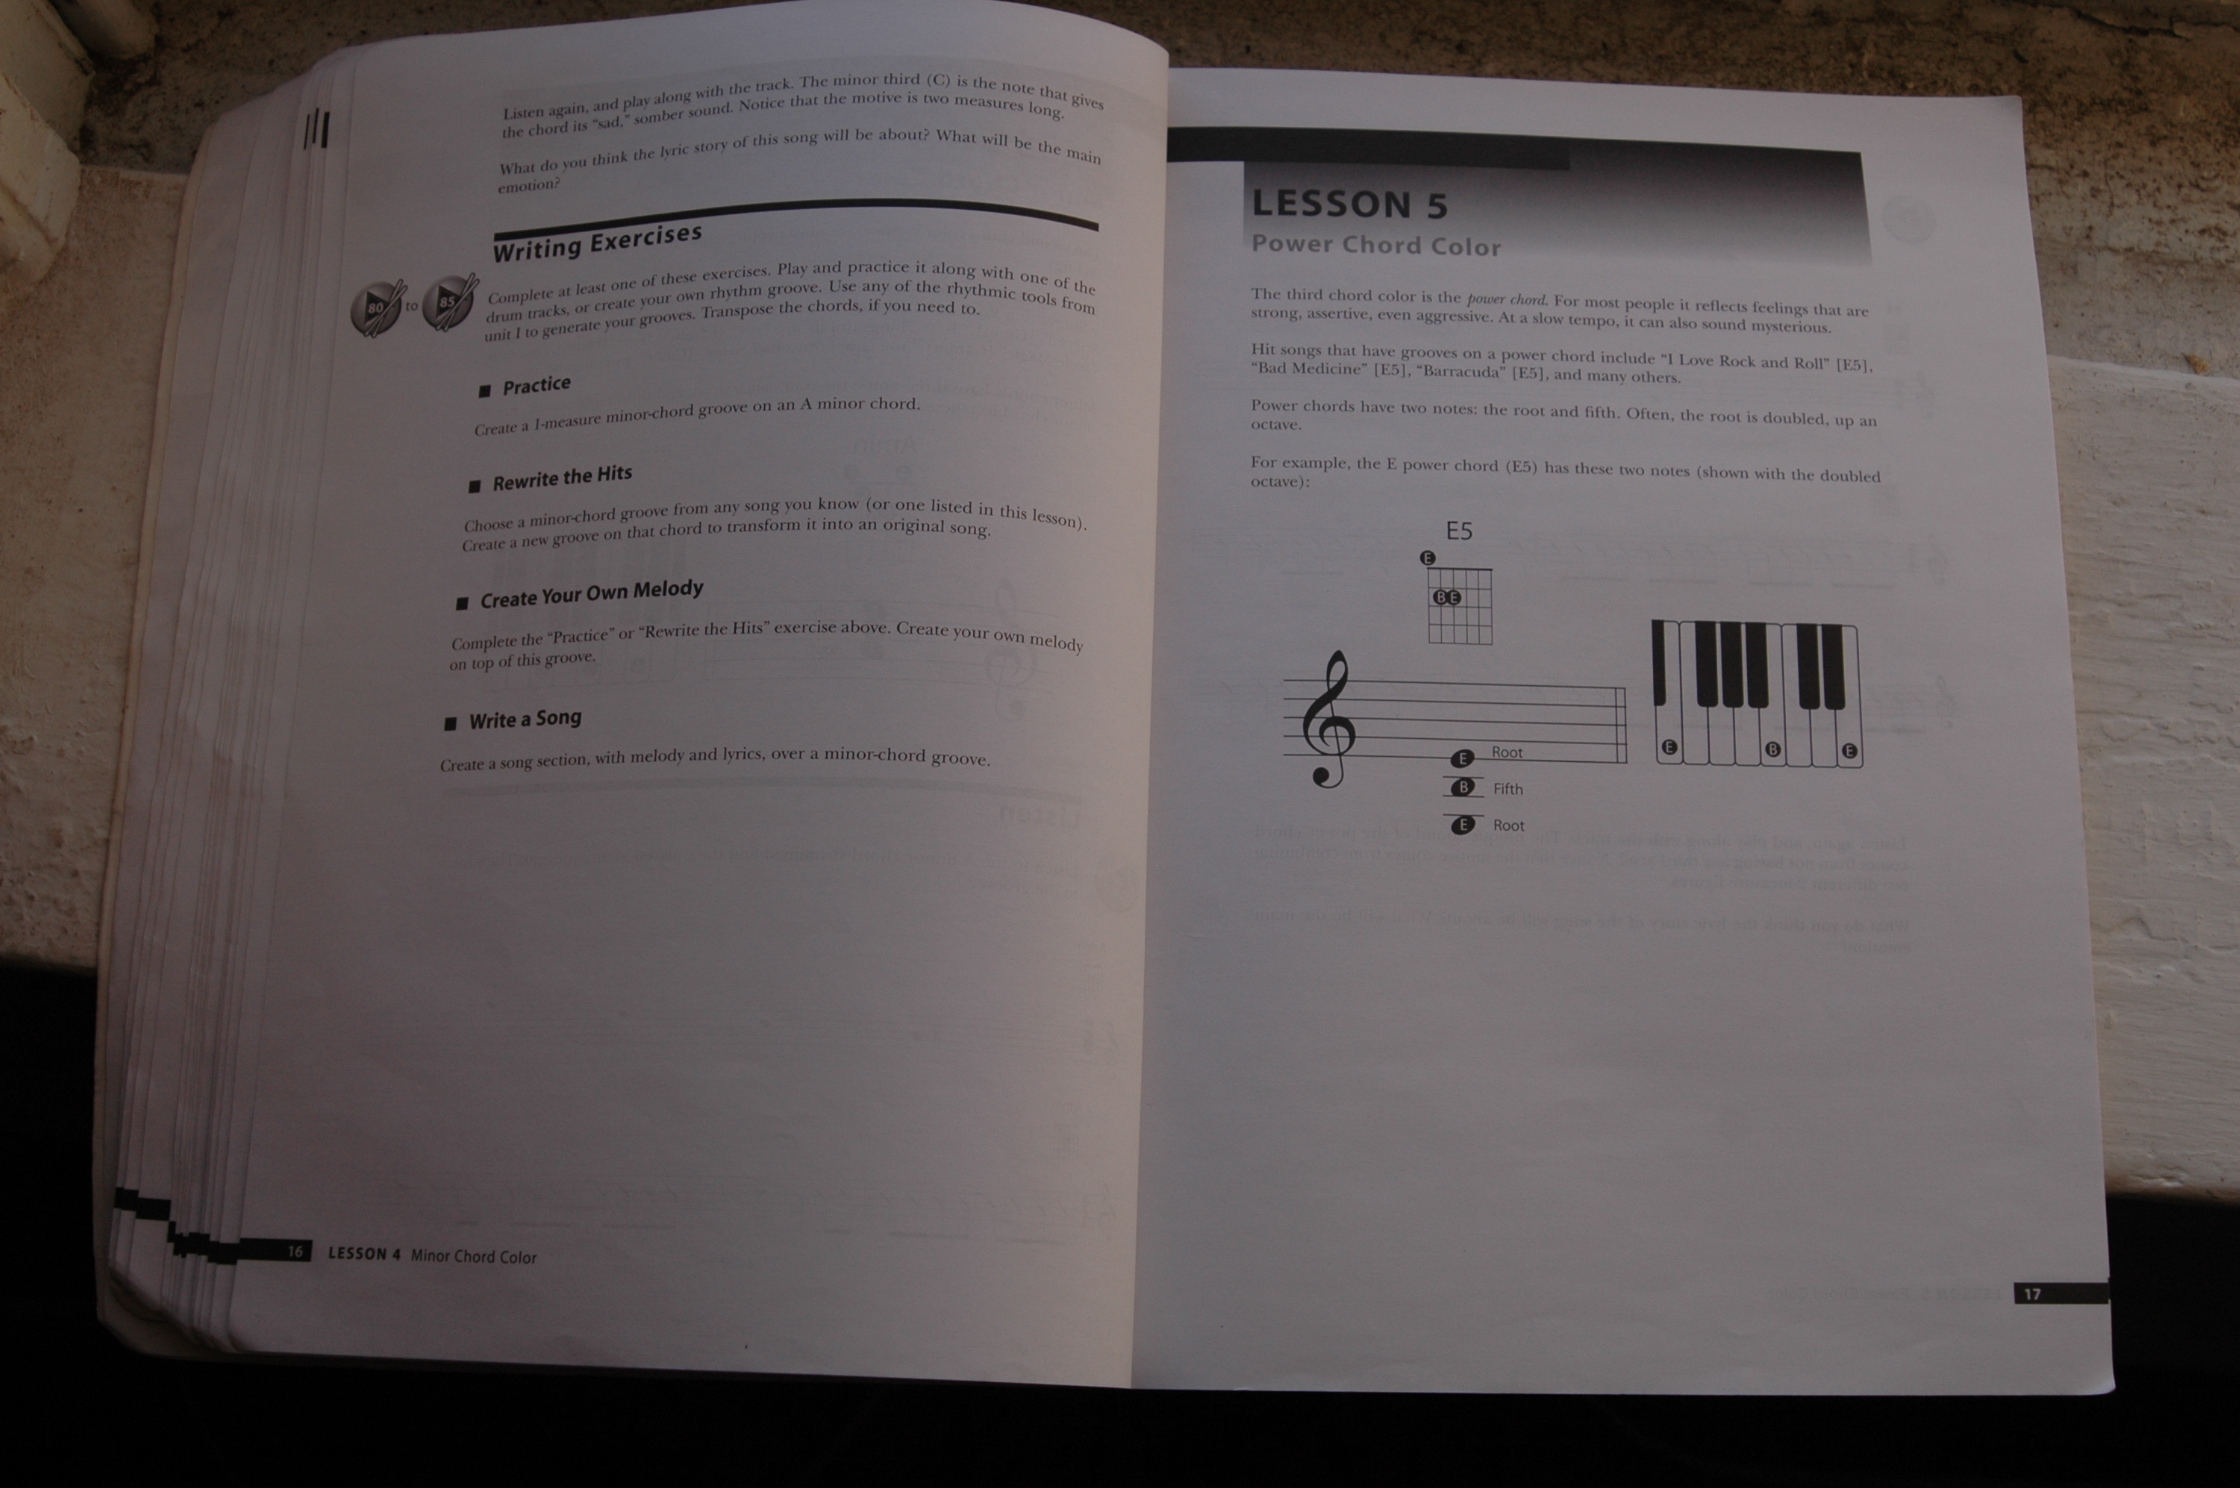 Listen again, and play along with the track. The minor third (C) is the note that gives
the chord its “sad,” somber sound. Notice that the motive is two measures long.
What do you think the lyric story of this song will be about? What will be the main
emotion?
Writing Exercises
80 to 85
Complete at least one of these exercises. Play and practice it along with one of the
drum tracks, or create your own rhythm groove. Use any of the rhythmic tools from
unit I to generate your grooves. Transpose the chords, if you need to.
■ Practice
Create a 1-measure minor-chord groove on an A minor chord.
■ Rewrite the Hits
Choose a minor-chord groove from any song you know (or one listed in this lesson).
Create a new groove on that chord to transform it into an original song.
■ Create Your Own Melody
Complete the “Practice” or “Rewrite the Hits” exercise above. Create your own melody
on top of this groove.
■ Write a Song
Create a song section, with melody and lyrics, over a minor-chord groove.
16 LESSON 4 Minor Chord Color
LESSON 5
Power Chord Color
The third chord color is the power chord. For most people it reflects feelings that are
strong, assertive, even aggressive. At a slow tempo, it can also sound mysterious.
Hit songs that have grooves on a power chord include “I Love Rock and Roll” [E5],
“Bad Medicine” [E5], “Barracuda” [E5], and many others.
Power chords have two notes: the root and fifth. Often, the root is doubled, up an
octave.
For example, the E power chord (E5) has these two notes (shown with the doubled
octave):
E5
E
B E
E Root
B Fifth
E Root
E B E
17